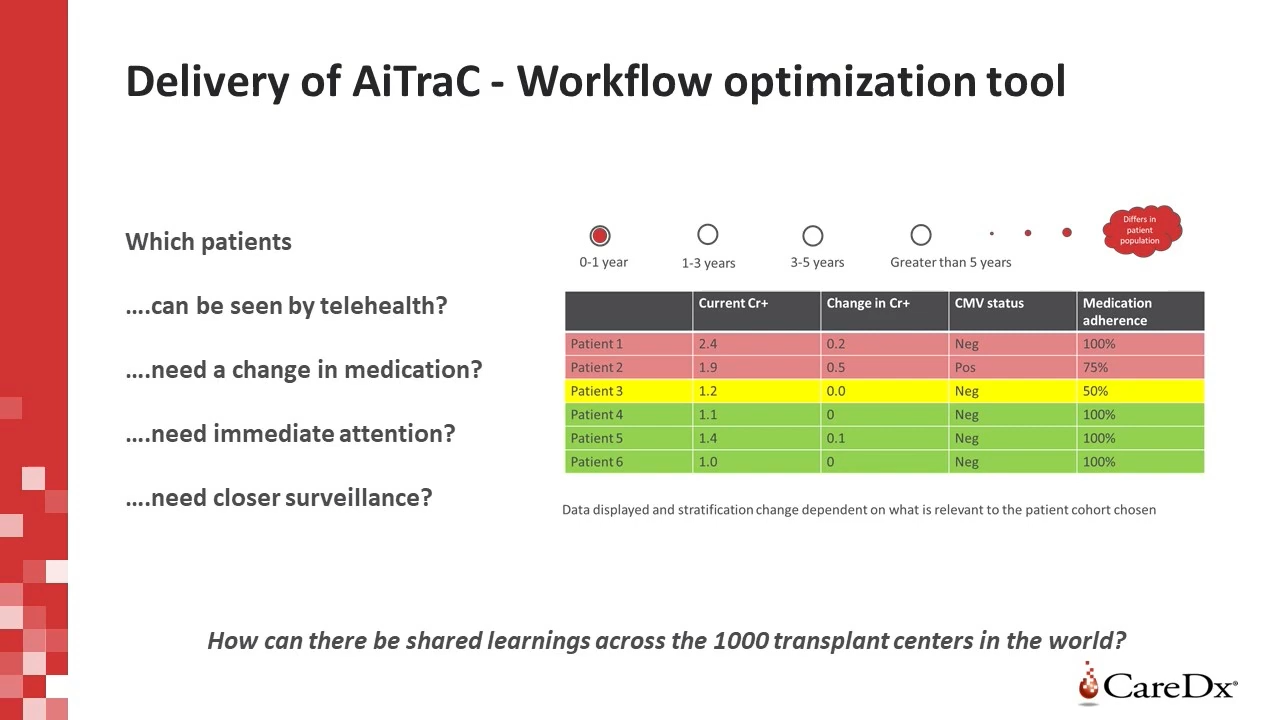 Delivery of AiTraC - Workflow optimization tool
Which patients
....can be seen by telehealth?
....need a change in medication?
....need immediate attention?
....need closer surveillance?
0-1 year
1-3 years
3-5 years
Greater than 5 years
Differs in
patient
population
Current Cr+ Change in Cr+ CMV status Medication
adherence
Patient 1 2.4 0.2 Neg 100%
Patient 2 1.9 0.5 Pos 75%
Patient 3 1.2 0.0 Neg 50%
Patient 4 1.1 0 Neg 100%
Patient 5 1.4 0.1 Neg 100%
Patient 6 1.0 0 Neg 100%
Data displayed and stratification change dependent on what is relevant to the patient cohort chosen
How can there be shared learnings across the 1000 transplant centers in the world?
CareDx®